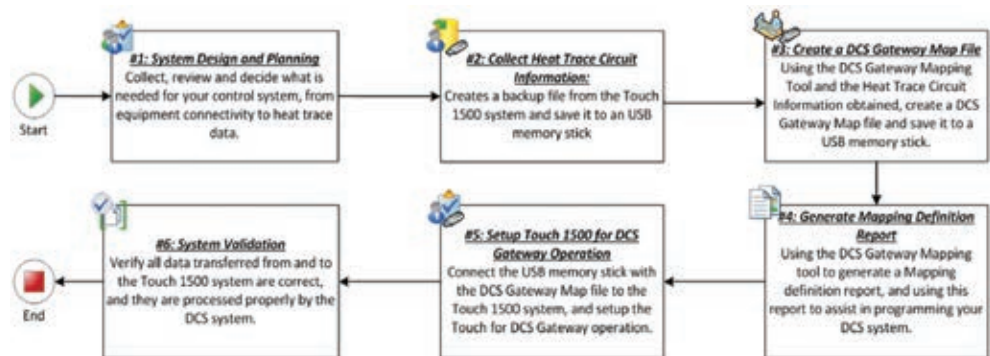 Start
#1: System Design and Planning
Collect, review and decide what is
needed for your control system, from
equipment connectivity to heat trace
data.
#2: Collect Heat Trace Circuit
Information:
Creates a backup file from the Touch
1500 system and save it to an USB
memory stick
#3: Create a DCS Gateway Map File
Using the DCS Gateway Mapping
Tool and the Heat Trace Circuit
Information obtained, create a DCS
Gateway Map file and save it to a
USB memory stick.
#4: Generate Mapping Definition
Report
Using the DCS Gateway Mapping
tool to generate a Mapping
definition report, and using this
report to assist in programming your
DCS system.
#5: Setup Touch 1500 for DCS
Gateway Operation
Connect the USB memory stick with
the DCS Gateway Map file to the
Touch 1500 system, and setup the
Touch for DCS Gateway operation.
#6: System Validation
Verify all data transferred from and to
the Touch 1500 system are correct,
and they are processed properly by the
DCS system.
End